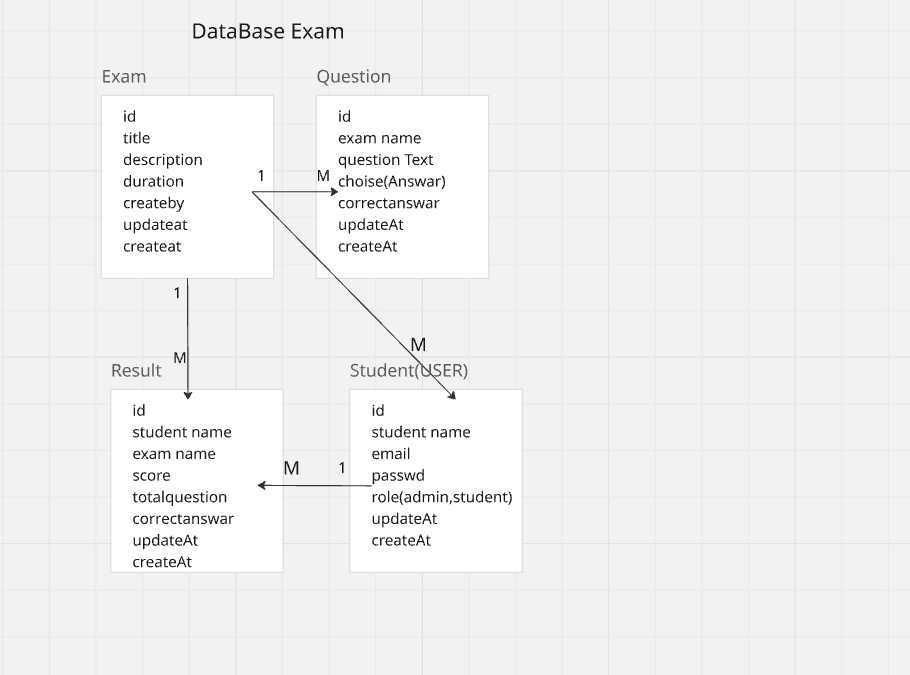 DataBase Exam
Exam
id
title
description
duration
createby
updateat
createat
1
M
Question
id
exam name
question Text
choise(Answar)
correctanswar
updateAt
createAt
1
M
M
Result
id
student name
exam name
score
totalquestion
correctanswar
updateAt
createAt
M
1
Student(USER)
id
student name
email
passwd
role(admin,student)
updateAt
createAt